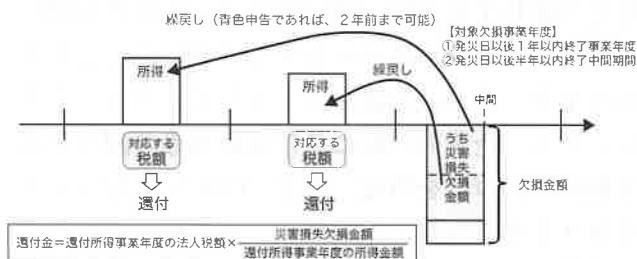 繰戻し（青色申告であれば、２年前まで可能）
【対象欠損事業年度】
①発災日以後１年以内終了事業年度
②発災日以後半年以内終了中間期間
所得
所得
繰戻し
中間
対応する
税額
還付
対応する
税額
還付
うち
災害
損失
欠損
金額
欠損金額
還付金＝還付所得事業年度の法人税額×災害損失欠損金額
還付所得事業年度の所得金額